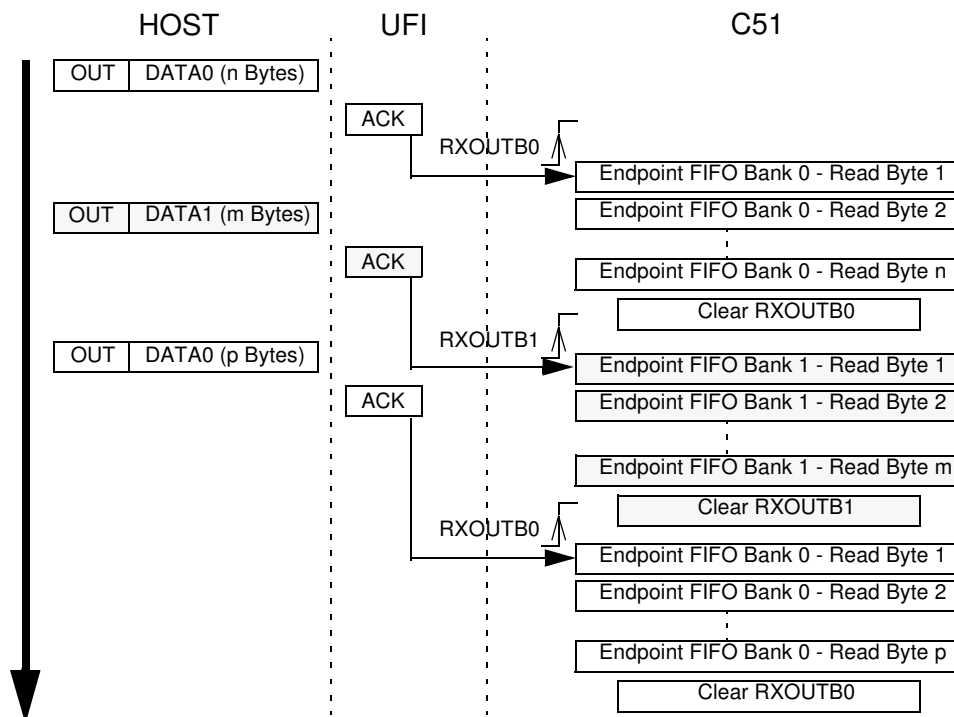 HOST UFI C51
OUT DATA0 (n Bytes)
ACK
RXOUTB0
Endpoint FIFO Bank 0 - Read Byte 1
OUT DATA1 (m Bytes)
Endpoint FIFO Bank 0 - Read Byte 2
ACK
Endpoint FIFO Bank 0 - Read Byte n
Clear RXOUTB0
RXOUTB1
OUT DATA0 (p Bytes)
Endpoint FIFO Bank 1 - Read Byte 1
ACK
Endpoint FIFO Bank 1 - Read Byte 2
Endpoint FIFO Bank 1 - Read Byte m
Clear RXOUTB1
RXOUTB0
Endpoint FIFO Bank 0 - Read Byte 1
Endpoint FIFO Bank 0 - Read Byte 2
Endpoint FIFO Bank 0 - Read Byte p
Clear RXOUTB0